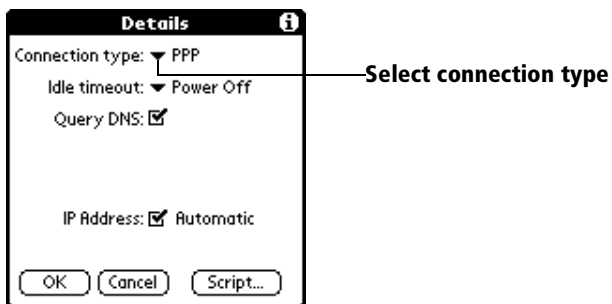 Details
Connection type: PPP
Select connection type
Idle timeout: Power Off
Query DNS:
IP Address: Automatic
OK Cancel Script...